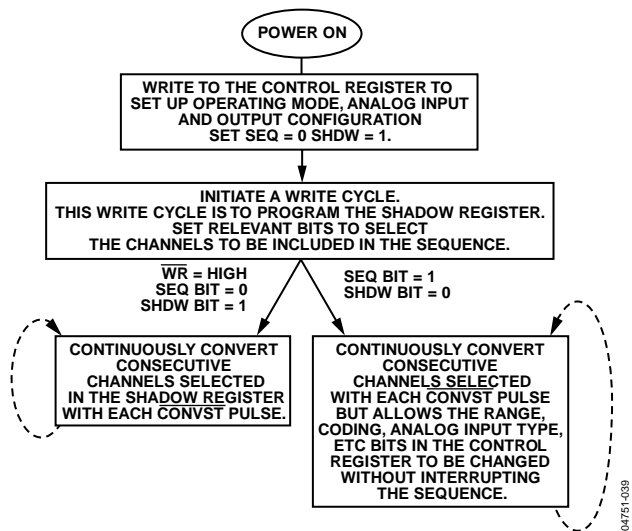 POWER ON
WRITE TO THE CONTROL REGISTER TO
SET UP OPERATING MODE, ANALOG INPUT
AND OUTPUT CONFIGURATION
SET SEQ = 0 SHDW = 1.
INITIATE A WRITE CYCLE.
THIS WRITE CYCLE IS TO PROGRAM THE SHADOW REGISTER.
SET RELEVANT BITS TO SELECT
THE CHANNELS TO BE INCLUDED IN THE SEQUENCE.
W̅R̅ = HIGH
SEQ BIT = 0
SHDW BIT = 1
SEQ BIT = 1
SHDW BIT = 0
CONTINUOUSLY CONVERT
CONSECUTIVE
CHANNELS SELECTED
IN THE SHADOW REGISTER
WITH EACH C̅O̅N̅V̅S̅T̅ PULSE.
CONTINUOUSLY CONVERT
CONSECUTIVE
CHANNELS SELECTED
WITH EACH C̅O̅N̅V̅S̅T̅ PULSE
BUT ALLOWS THE RANGE,
CODING, ANALOG INPUT TYPE,
ETC BITS IN THE CONTROL
REGISTER TO BE CHANGED
WITHOUT INTERRUPTING
THE SEQUENCE.
04751-039